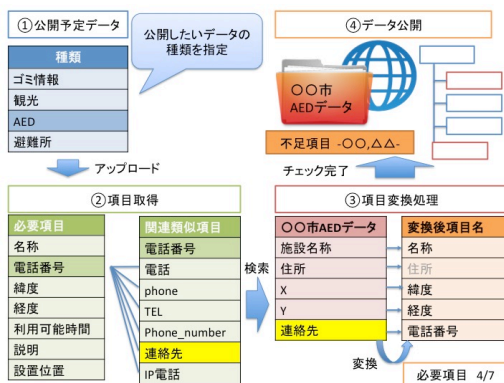 ①公開予定データ
種類
ゴミ情報
観光
AED
避難所
公開したいデータの
種類を指定
アップロード
②項目取得
必要項目
名称
電話番号
緯度
経度
利用可能時間
説明
設置位置
関連類似項目
電話番号
電話
phone
TEL
Phone_number
連絡先
IP電話
検索
③項目変換処理
〇〇市AEDデータ
施設名称
住所
X
Y
連絡先
変換後項目名
名称
住所
緯度
経度
電話番号
変換
必要項目 4/7
チェック完了
④データ公開
〇〇市
AEDデータ
不足項目 -〇〇,△△-